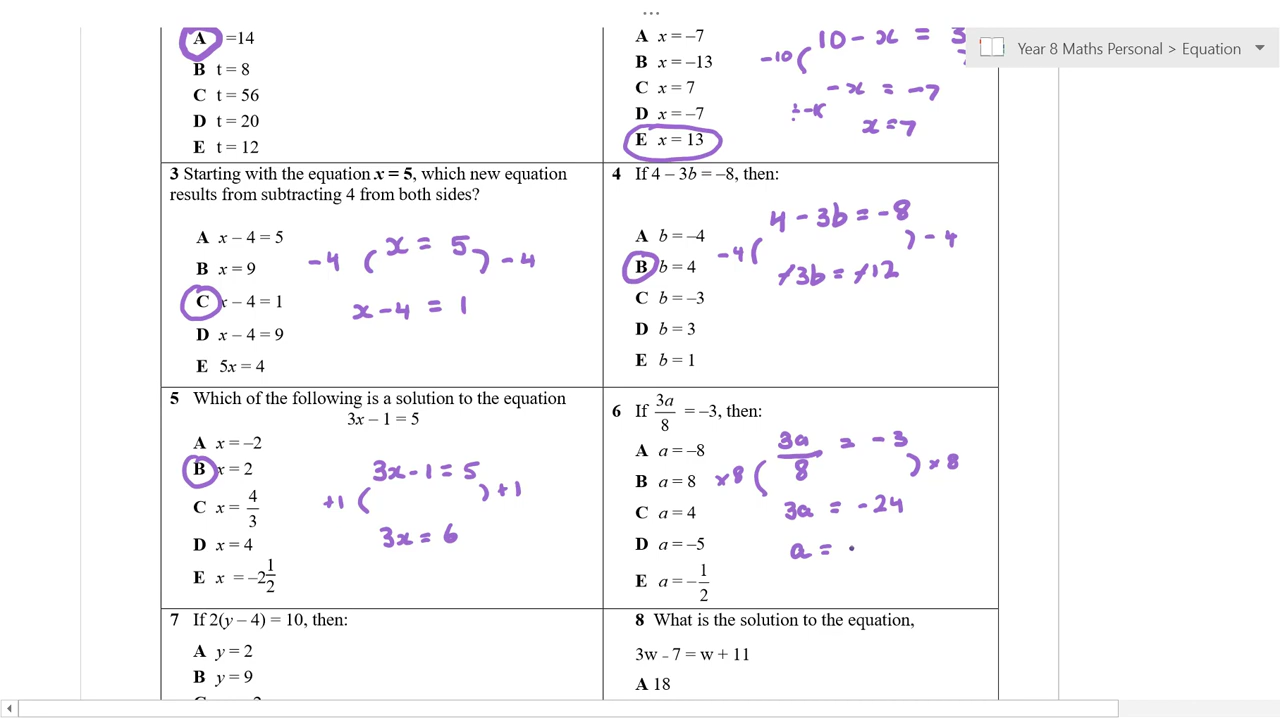 Year 8 Maths Personal > Equation
A =14
B t = 8
C t = 56
D t = 20
E t = 12
A x = –7
B x = –13
C x = 7
D x = –7
E x = 13
10 - x = 3
-10 (
-x = -7
x = 7
3 Starting with the equation x = 5, which new equation
results from subtracting 4 from both sides?
A x – 4 = 5
B x = 9
C x – 4 = 1
D x – 4 = 9
E 5x = 4
-4 ( x = 5 ) -4
x - 4 = 1
4 If 4 – 3b = –8, then:
A b = –4
B b = 4
C b = –3
D b = 3
E b = 1
4 - 3b = -8
-4 ( ) -4
-3b = -12
5 Which of the following is a solution to the equation
3x – 1 = 5
A x = –2
B x = 2
C x = 4/3
D x = 4
E x = –2 1/2
3x - 1 = 5
+1 ( ) +1
3x = 6
6 If 3a/8 = –3, then:
A a = –8
B a = 8
C a = 4
D a = –5
E a = – 1/2
3a/8 = -3
×8 ( ) ×8
3a = -24
a =
7 If 2(y – 4) = 10, then:
A y = 2
B y = 9
8 What is the solution to the equation,
3w - 7 = w + 11
A 18